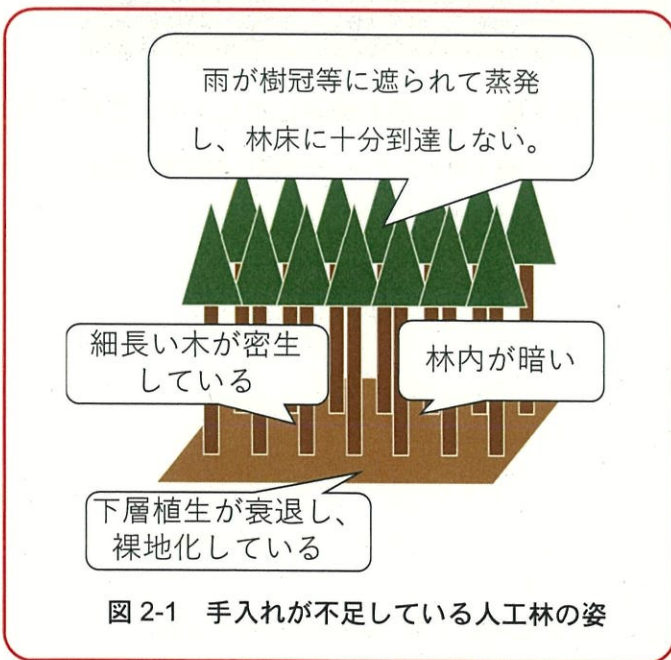 雨が樹冠等に遮られて蒸発
し、林床に十分到達しない。
細長い木が密生
している
林内が暗い
下層植生が衰退し、
裸地化している
図 2-1 手入れが不足している人工林の姿